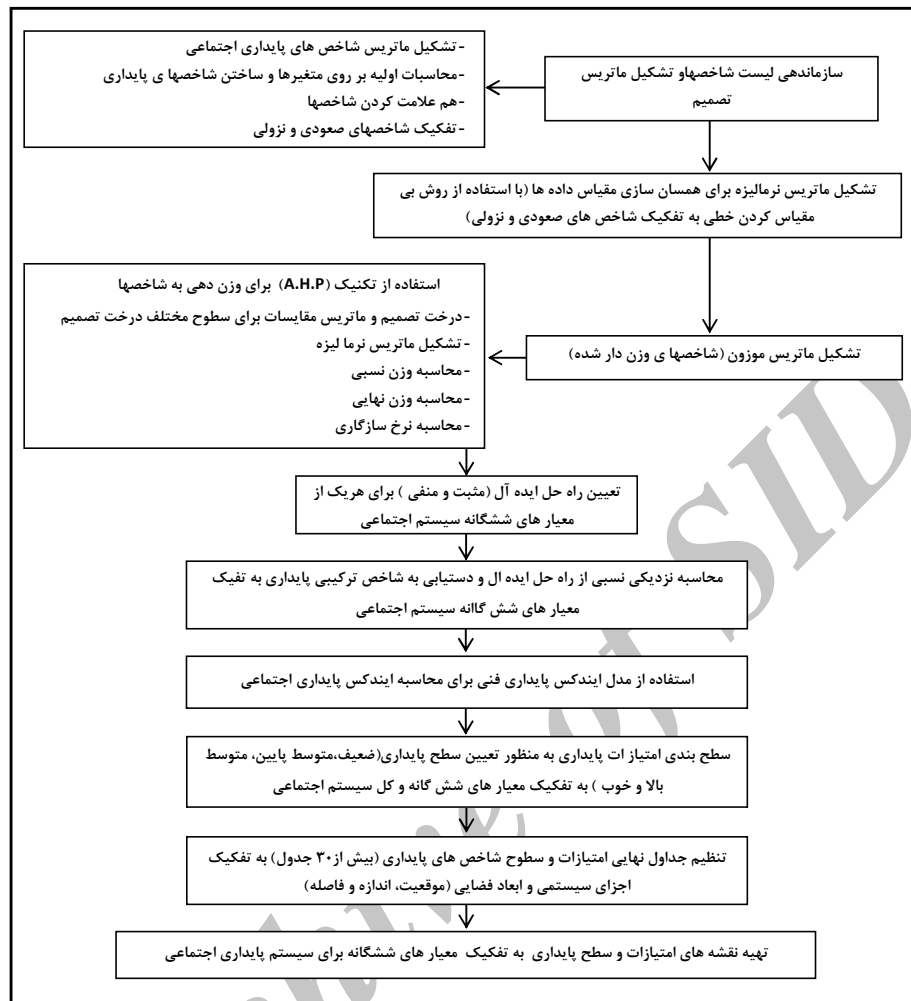 سازماندهی لیست شاخصهاو تشکیل ماتریس
تصمیم
-تشکیل ماتریس شاخص های پایداری اجتماعی
-محاسبات اولیه بر روی متغیرها و ساختن شاخصها ی پایداری
-هم علامت کردن شاخصها
-تفکیک شاخصهای صعودی و نزولی
تشکیل ماتریس نرمالیزه برای همسان سازی مقیاس داده ها (با استفاده از روش بی
مقیاس کردن خطی به تفکیک شاخص های صعودی و نزولی)
تشکیل ماتریس موزون (شاخصها ی وزن دار شده)
استفاده از تکنیک (A.H.P) برای وزن دهی به شاخصها
-درخت تصمیم و ماتریس مقایسات برای سطوح مختلف درخت تصمیم
-تشکیل ماتریس نرما لیزه
-محاسبه وزن نسبی
-محاسبه وزن نهایی
-محاسبه نرخ سازگاری
تعیین راه حل ایده آل (مثبت و منفی ) برای هریک از
معیار های ششگانه سیستم اجتماعی
محاسبه نزدیکی نسبی از راه حل ایده ال و دستیابی به شاخص ترکیبی پایداری به تفیک
معیار های شش گاانه سیستم اجتماعی
استفاده از مدل ایندکس پایداری فنی برای محاسبه ایندکس پایداری اجتماعی
سطح بندی امتیاز ات پایداری به منظور تعیین سطح پایداری(ضعیف،متوسط پایین، متوسط
بالا و خوب ) به تفکیک معیار های شش گانه و کل سیستم اجتماعی
تنظیم جداول نهایی امتیازات و سطوح شاخص های پایداری (بیش از۳۰ جدول) به تفکیک
اجزای سیستمی و ابعاد فضایی (موقعیت، اندازه و فاصله)
تهیه نقشه های امتیازات و سطح پایداری به تفکیک معیار های ششگانه برای سیستم پایداری اجتماعی
Archive of SID